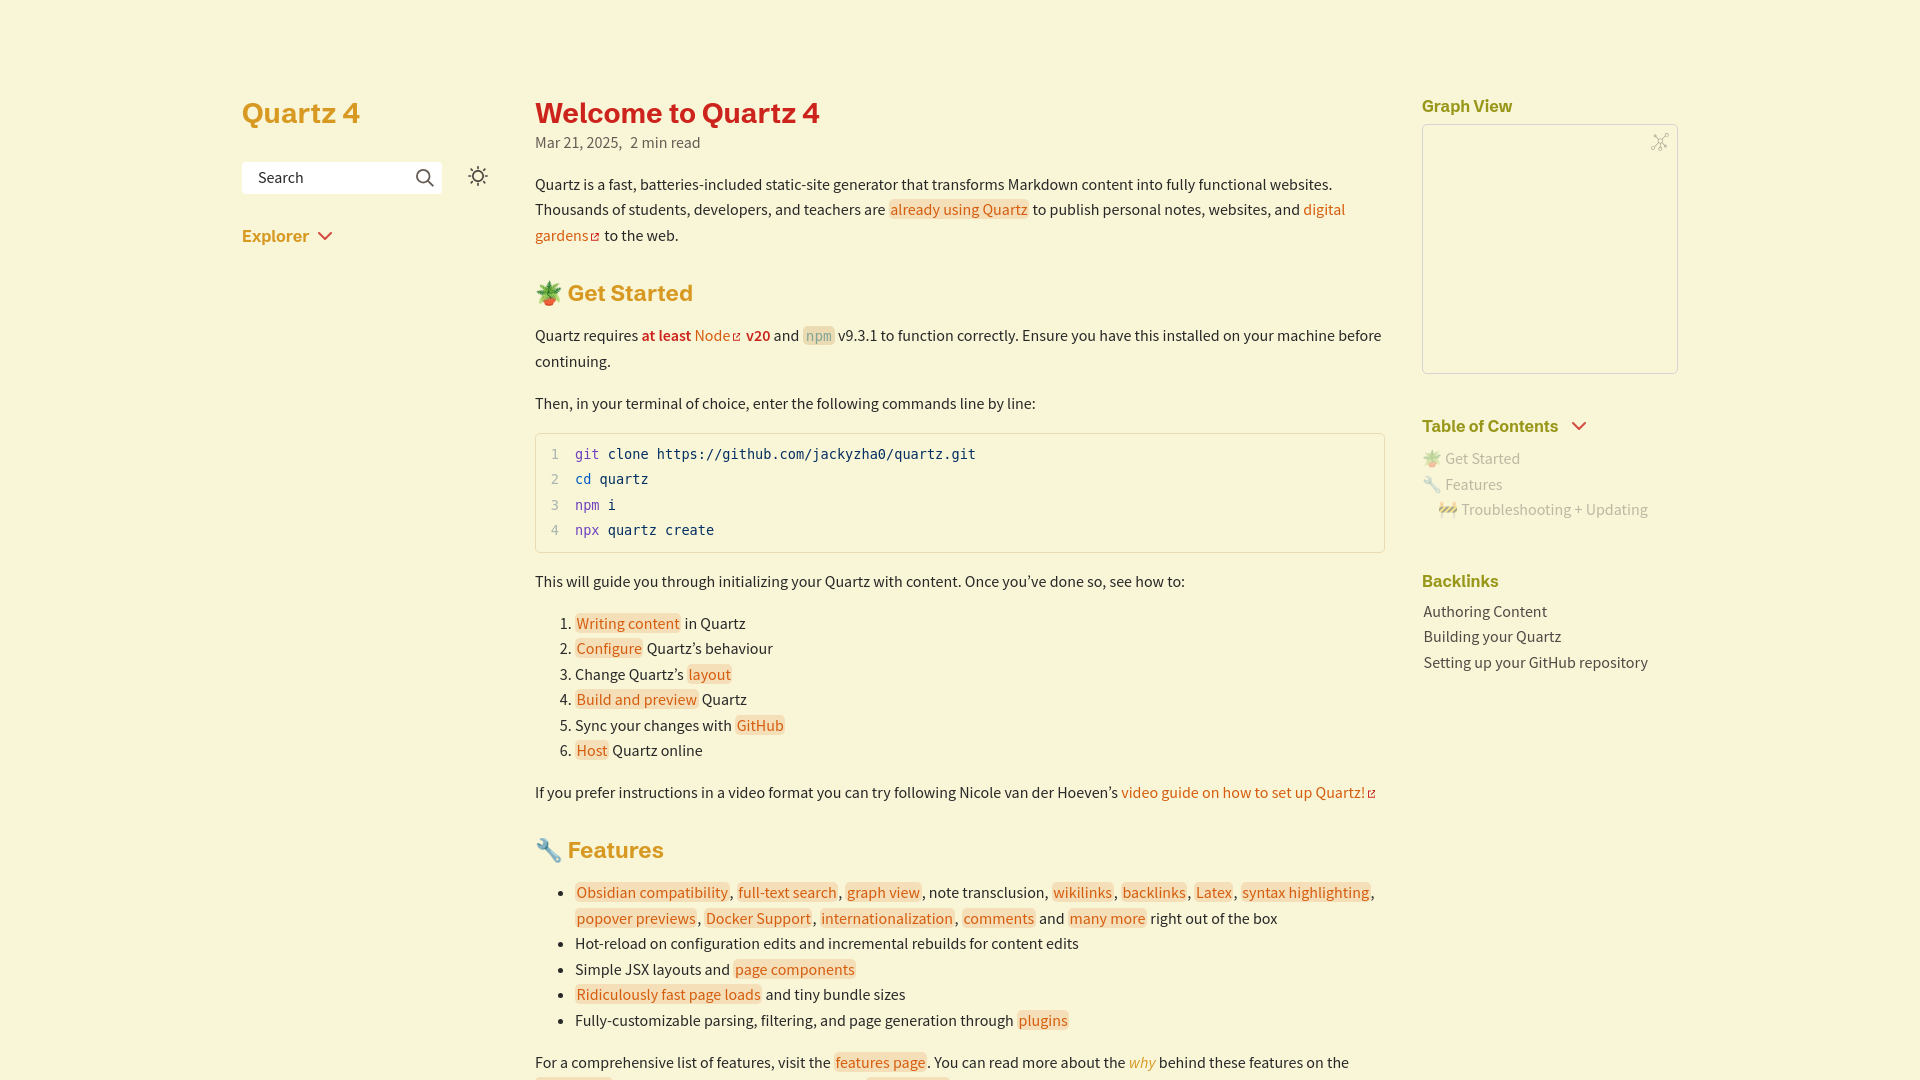 Quartz 4
Search
Explorer
Welcome to Quartz 4
Mar 21, 2025, 2 min read
Quartz is a fast, batteries-included static-site generator that transforms Markdown content into fully functional websites.
Thousands of students, developers, and teachers are already using Quartz to publish personal notes, websites, and digital
gardens to the web.
🪴 Get Started
Quartz requires at least Node v20 and npm v9.3.1 to function correctly. Ensure you have this installed on your machine before
continuing.
Then, in your terminal of choice, enter the following commands line by line:
1 git clone https://github.com/jackyzha0/quartz.git
2 cd quartz
3 npm i
4 npx quartz create
This will guide you through initializing your Quartz with content. Once you’ve done so, see how to:
1. Writing content in Quartz
2. Configure Quartz’s behaviour
3. Change Quartz’s layout
4. Build and preview Quartz
5. Sync your changes with GitHub
6. Host Quartz online
If you prefer instructions in a video format you can try following Nicole van der Hoeven’s video guide on how to set up Quartz!
🔧 Features
• Obsidian compatibility, full-text search, graph view, note transclusion, wikilinks, backlinks, Latex, syntax highlighting,
popover previews, Docker Support, internationalization, comments and many more right out of the box
• Hot-reload on configuration edits and incremental rebuilds for content edits
• Simple JSX layouts and page components
• Ridiculously fast page loads and tiny bundle sizes
• Fully-customizable parsing, filtering, and page generation through plugins
For a comprehensive list of features, visit the features page. You can read more about the why behind these features on the
Graph View
Table of Contents
🪴 Get Started
🔧 Features
🚧 Troubleshooting + Updating
Backlinks
Authoring Content
Building your Quartz
Setting up your GitHub repository